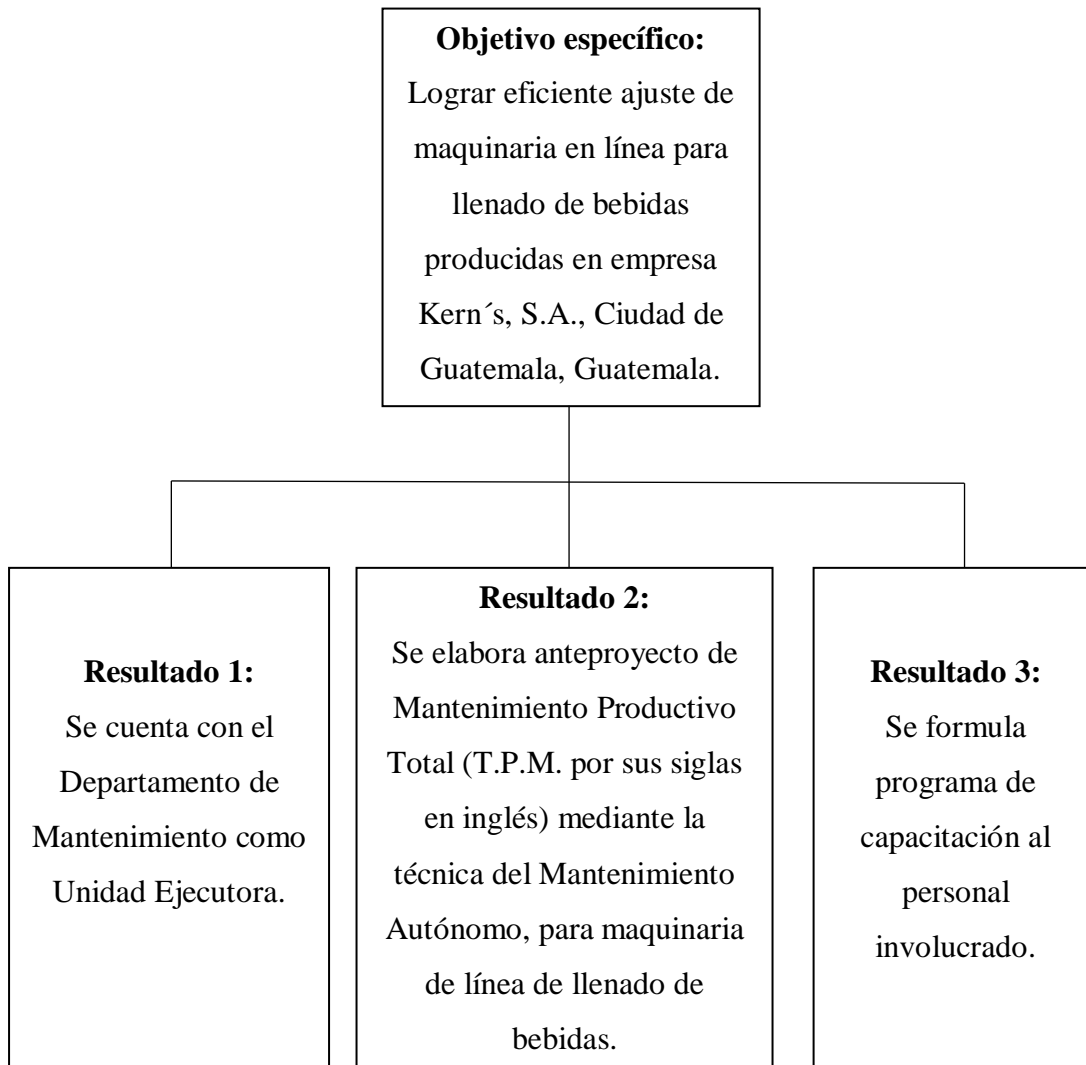 Objetivo específico:
Lograr eficiente ajuste de
maquinaria en línea para
llenado de bebidas
producidas en empresa
Kern´s, S.A., Ciudad de
Guatemala, Guatemala.
Resultado 1:
Se cuenta con el
Departamento de
Mantenimiento como
Unidad Ejecutora.
Resultado 2:
Se elabora anteproyecto de
Mantenimiento Productivo
Total (T.P.M. por sus siglas
en inglés) mediante la
técnica del Mantenimiento
Autónomo, para maquinaria
de línea de llenado de
bebidas.
Resultado 3:
Se formula
programa de
capacitación al
personal
involucrado.